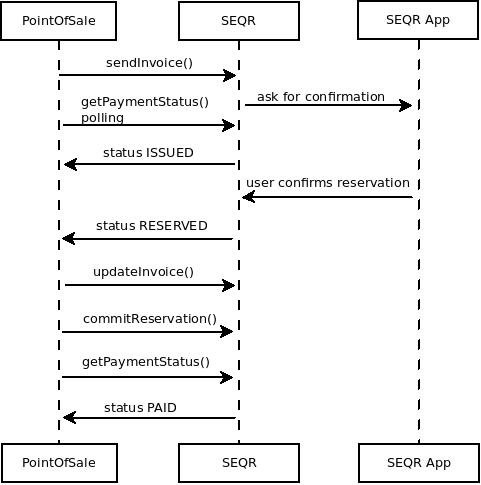 PointOfSale
SEQR
SEQR App
sendInvoice()
ask for confirmation
getPaymentStatus()
polling
status ISSUED
user confirms reservation
status RESERVED
updateInvoice()
commitReservation()
getPaymentStatus()
status PAID
PointOfSale
SEQR
SEQR App